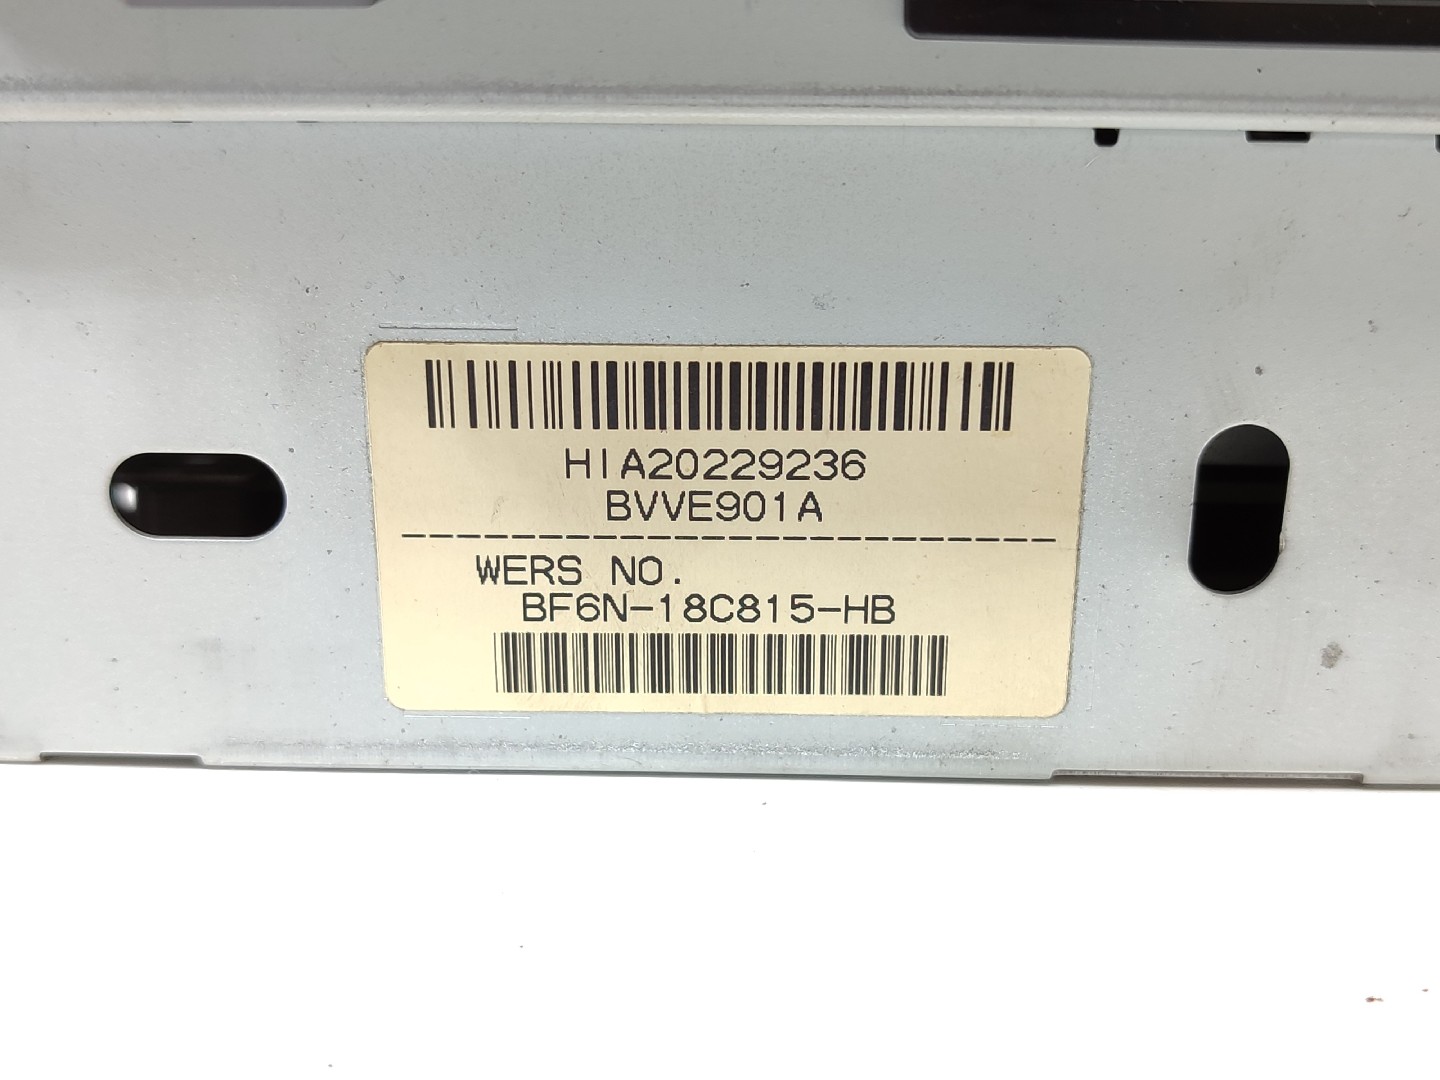 HIA20229236
BVVE901A
WERS NO.
BF6N-18C815-HB